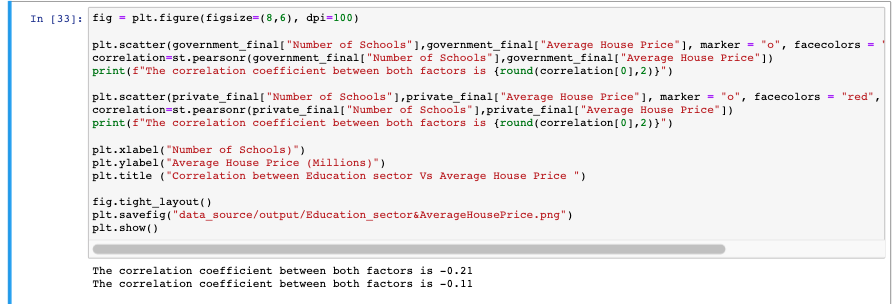 In [33]: fig = plt.figure(figsize=(8,6), dpi=100)
plt.scatter(government_final["Number of Schools"],government_final["Average House Price"], marker = "o", facecolors = 
correlation=st.pearsonr(government_final["Number of Schools"],government_final["Average House Price"])
print(f"The correlation coefficient between both factors is {round(correlation[0],2)}")
plt.scatter(private_final["Number of Schools"],private_final["Average House Price"], marker = "o", facecolors = "red",
correlation=st.pearsonr(private_final["Number of Schools"],private_final["Average House Price"])
print(f"The correlation coefficient between both factors is {round(correlation[0],2)}")
plt.xlabel("Number of Schools)")
plt.ylabel("Average House Price (Millions)")
plt.title ("Correlation between Education sector Vs Average House Price ")
fig.tight_layout()
plt.savefig("data_source/output/Education_sector&AverageHousePrice.png")
plt.show()
The correlation coefficient between both factors is -0.21
The correlation coefficient between both factors is -0.11